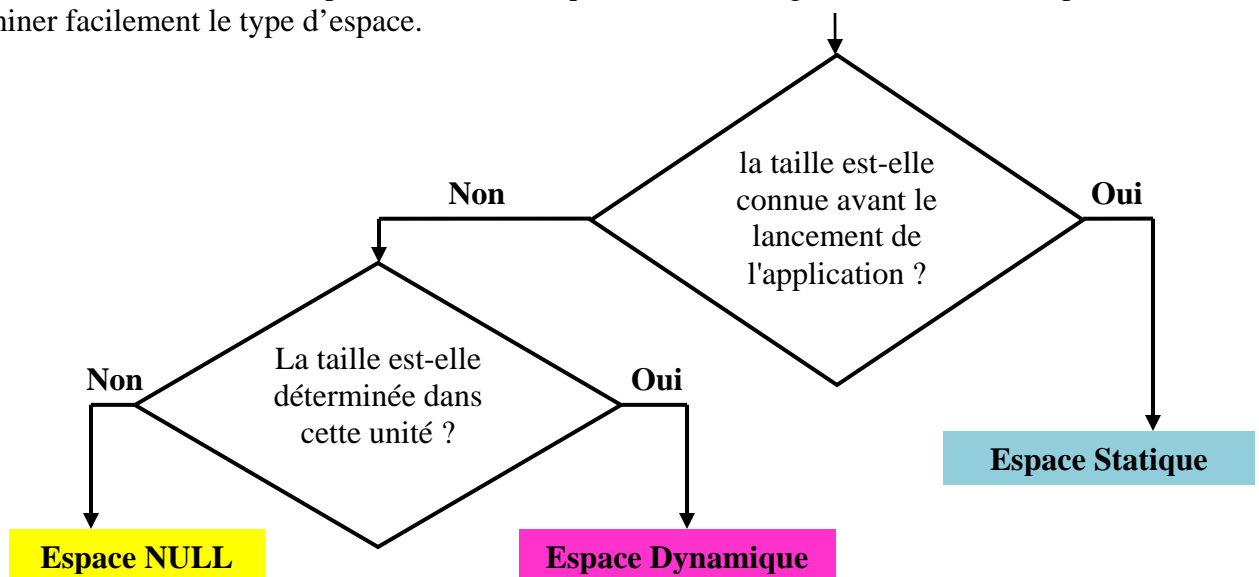 miner facilement le type d’espace.
la taille est-elle
connue avant le
lancement de
l'application ?
Non
Oui
La taille est-elle
déterminée dans
cette unité ?
Non
Oui
Espace Statique
Espace NULL
Espace Dynamique